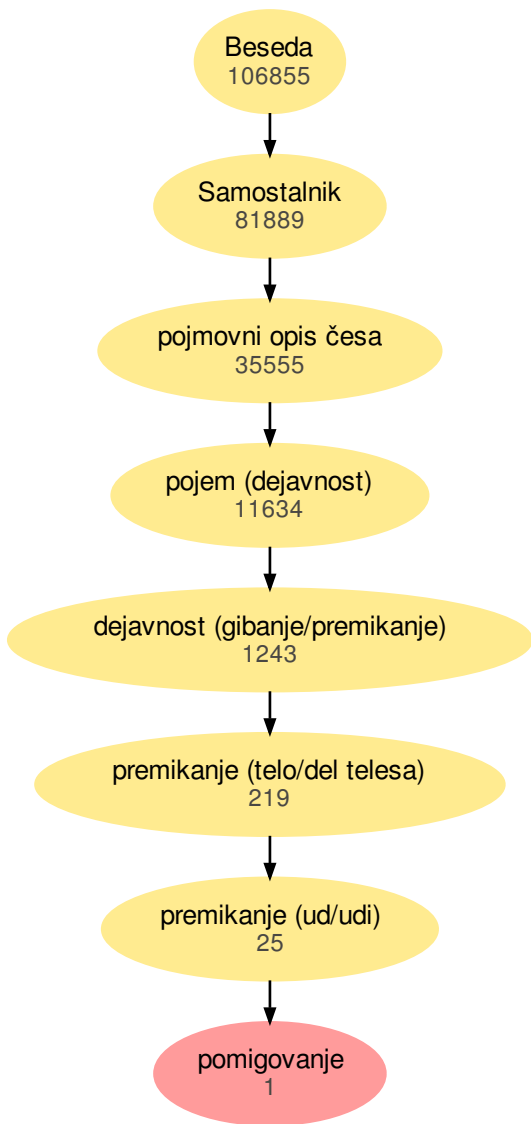 Beseda
106855
Samostalnik
81889
pojmovni opis česa
35555
pojem (dejavnost)
11634
dejavnost (gibanje/premikanje)
1243
premikanje (telo/del telesa)
219
premikanje (ud/udi)
25
pomigovanje
1